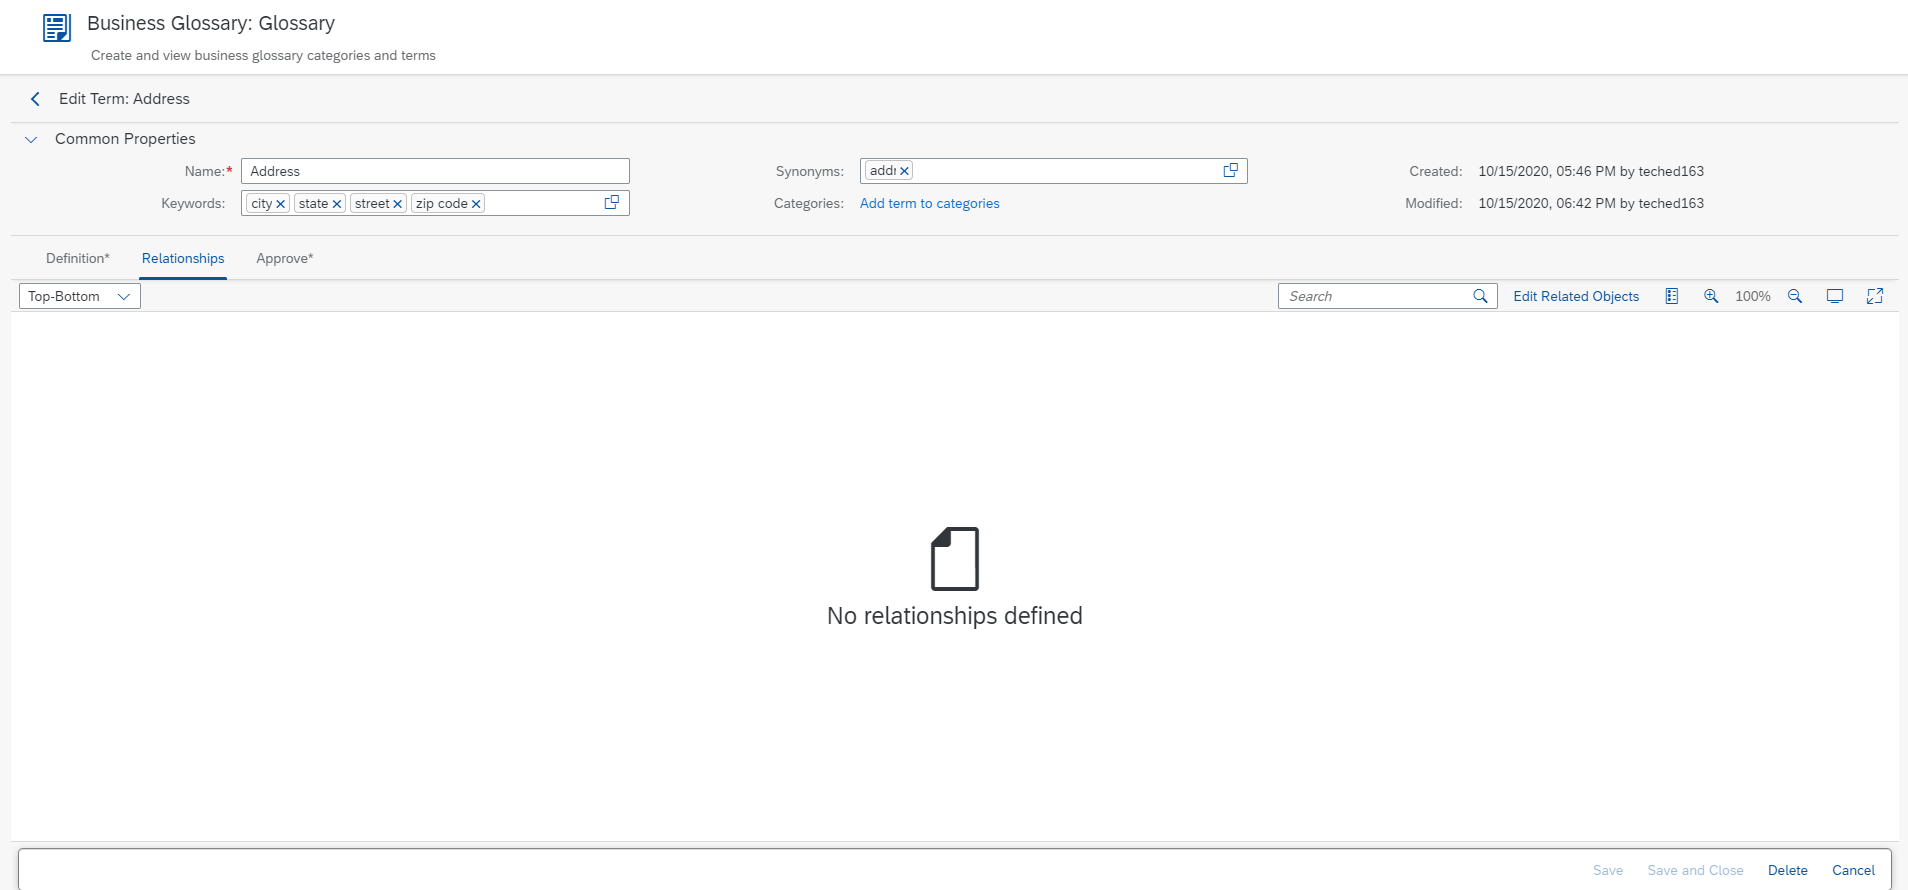 Business Glossary: Glossary
Create and view business glossary categories and terms
Edit Term: Address
Common Properties
Name:* Address Synonyms: addr Created: 10/15/2020, 05:46 PM by teched163
Keywords: city state street zip code Categories: Add term to categories Modified: 10/15/2020, 06:42 PM by teched163
Definition* Relationships Approve*
Top-Bottom Search Edit Related Objects 100%
No relationships defined
Save Save and Close Delete Cancel